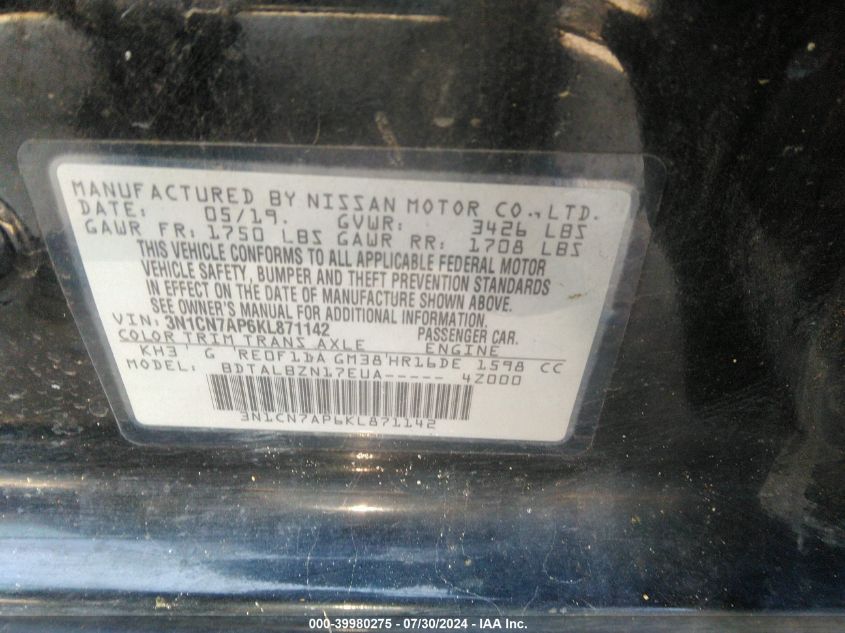 MANUFACTURED BY NISSAN MOTOR CO., LTD.
DATE: 05/19. GVWR: 3426 LBS
GAWR FR: 1750 LBS GAWR RR: 1708 LBS
THIS VEHICLE CONFORMS TO ALL APPLICABLE FEDERAL MOTOR
VEHICLE SAFETY, BUMPER AND THEFT PREVENTION STANDARDS
IN EFFECT ON THE DATE OF MANUFACTURE SHOWN ABOVE.
SEE OWNER'S MANUAL FOR ADDITIONAL INFORMATION.
VIN: 3N1CN7AP6KL871142 PASSENGER CAR.
COLOR TRIM TRANS AXLE ENGINE
KH3 G RE0F10A GM38 HR16DE 1598 CC
MODEL: BDTALBZN17EUA----- 4Z000
3N1CN7AP6KL871142
000-39980275 - 07/30/2024 - IAA Inc.